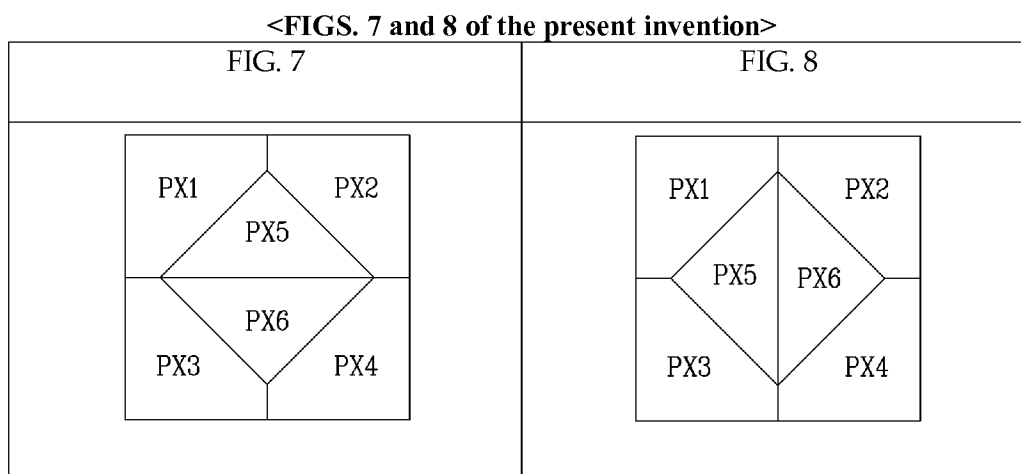 <FIGS. 7 and 8 of the present invention>
FIG. 7
FIG. 8
PX1 PX2
PX5
PX6
PX3 PX4
PX1 PX2
PX5 PX6
PX3 PX4